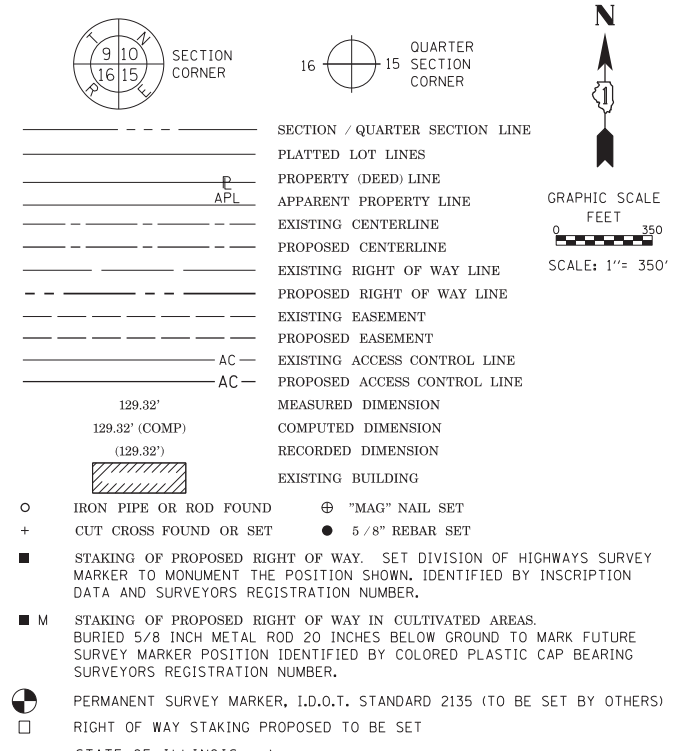 N
T N
9 10
16 15
R E
SECTION
CORNER
16 15
QUARTER
SECTION
CORNER
1
SECTION / QUARTER SECTION LINE
PLATTED LOT LINES
PL
PROPERTY (DEED) LINE
APL
APPARENT PROPERTY LINE
EXISTING CENTERLINE
PROPOSED CENTERLINE
EXISTING RIGHT OF WAY LINE
PROPOSED RIGHT OF WAY LINE
EXISTING EASEMENT
PROPOSED EASEMENT
AC EXISTING ACCESS CONTROL LINE
AC PROPOSED ACCESS CONTROL LINE
129.32' MEASURED DIMENSION
129.32' (COMP) COMPUTED DIMENSION
(129.32') RECORDED DIMENSION
EXISTING BUILDING
GRAPHIC SCALE
FEET
0 350
SCALE: 1''= 350'
IRON PIPE OR ROD FOUND
"MAG" NAIL SET
CUT CROSS FOUND OR SET
5/8" REBAR SET
STAKING OF PROPOSED RIGHT OF WAY. SET DIVISION OF HIGHWAYS SURVEY
MARKER TO MONUMENT THE POSITION SHOWN. IDENTIFIED BY INSCRIPTION
DATA AND SURVEYORS REGISTRATION NUMBER.
M STAKING OF PROPOSED RIGHT OF WAY IN CULTIVATED AREAS.
BURIED 5/8 INCH METAL ROD 20 INCHES BELOW GROUND TO MARK FUTURE
SURVEY MARKER POSITION IDENTIFIED BY COLORED PLASTIC CAP BEARING
SURVEYORS REGISTRATION NUMBER.
PERMANENT SURVEY MARKER, I.D.O.T. STANDARD 2135 (TO BE SET BY OTHERS)
RIGHT OF WAY STAKING PROPOSED TO BE SET
STATE OF ILLINOIS